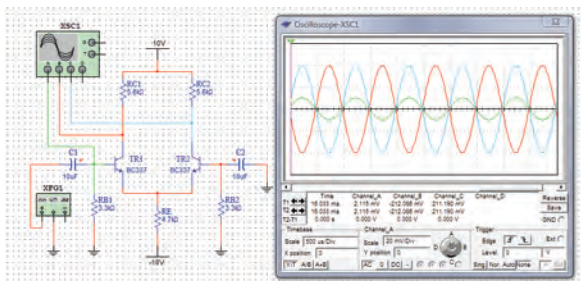 XSC1
10V
RC1
5.6kΩ
RC2
5.6kΩ
C1
10uF
TR1
BC337
TR2
BC337
C2
10uF
XFG1
RB1
3.3kΩ
RE
4.7kΩ
RB2
3.3kΩ
-10V
Oscilloscope-XSC1
Time Channel_A Channel_B Channel_C Channel_D
T1 16.033 ms 2.115 mV -212.066 mV 211.190 mV
T2 16.033 ms 2.115 mV -212.066 mV 211.190 mV
T2-T1 0.000 s 0.000 V 0.000 V 0.000 V
Reverse
Save
GND
Timebase
Scale 500 us/Div
X position 0
Y/T A/B A+B
Channel_A
Scale 20 mV/Div
Y position 0
AC 0 DC -
Trigger
Edge
Ext
Level 0 V
Sing Nor. Auto None